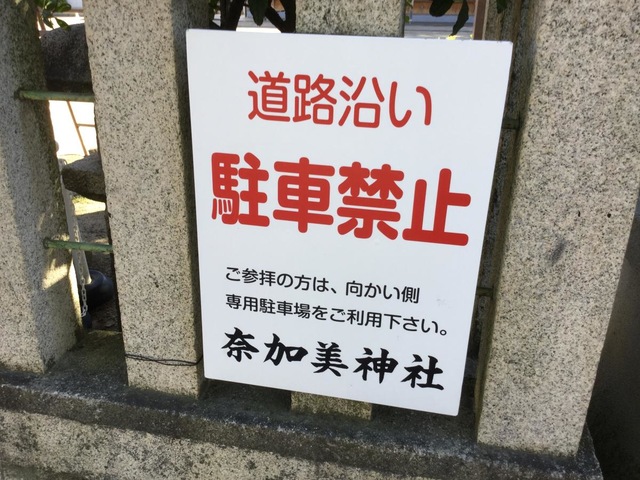 道路沿い
駐車禁止
ご参拝の方は、向かい側
専用駐車場をご利用下さい。
奈加美神社